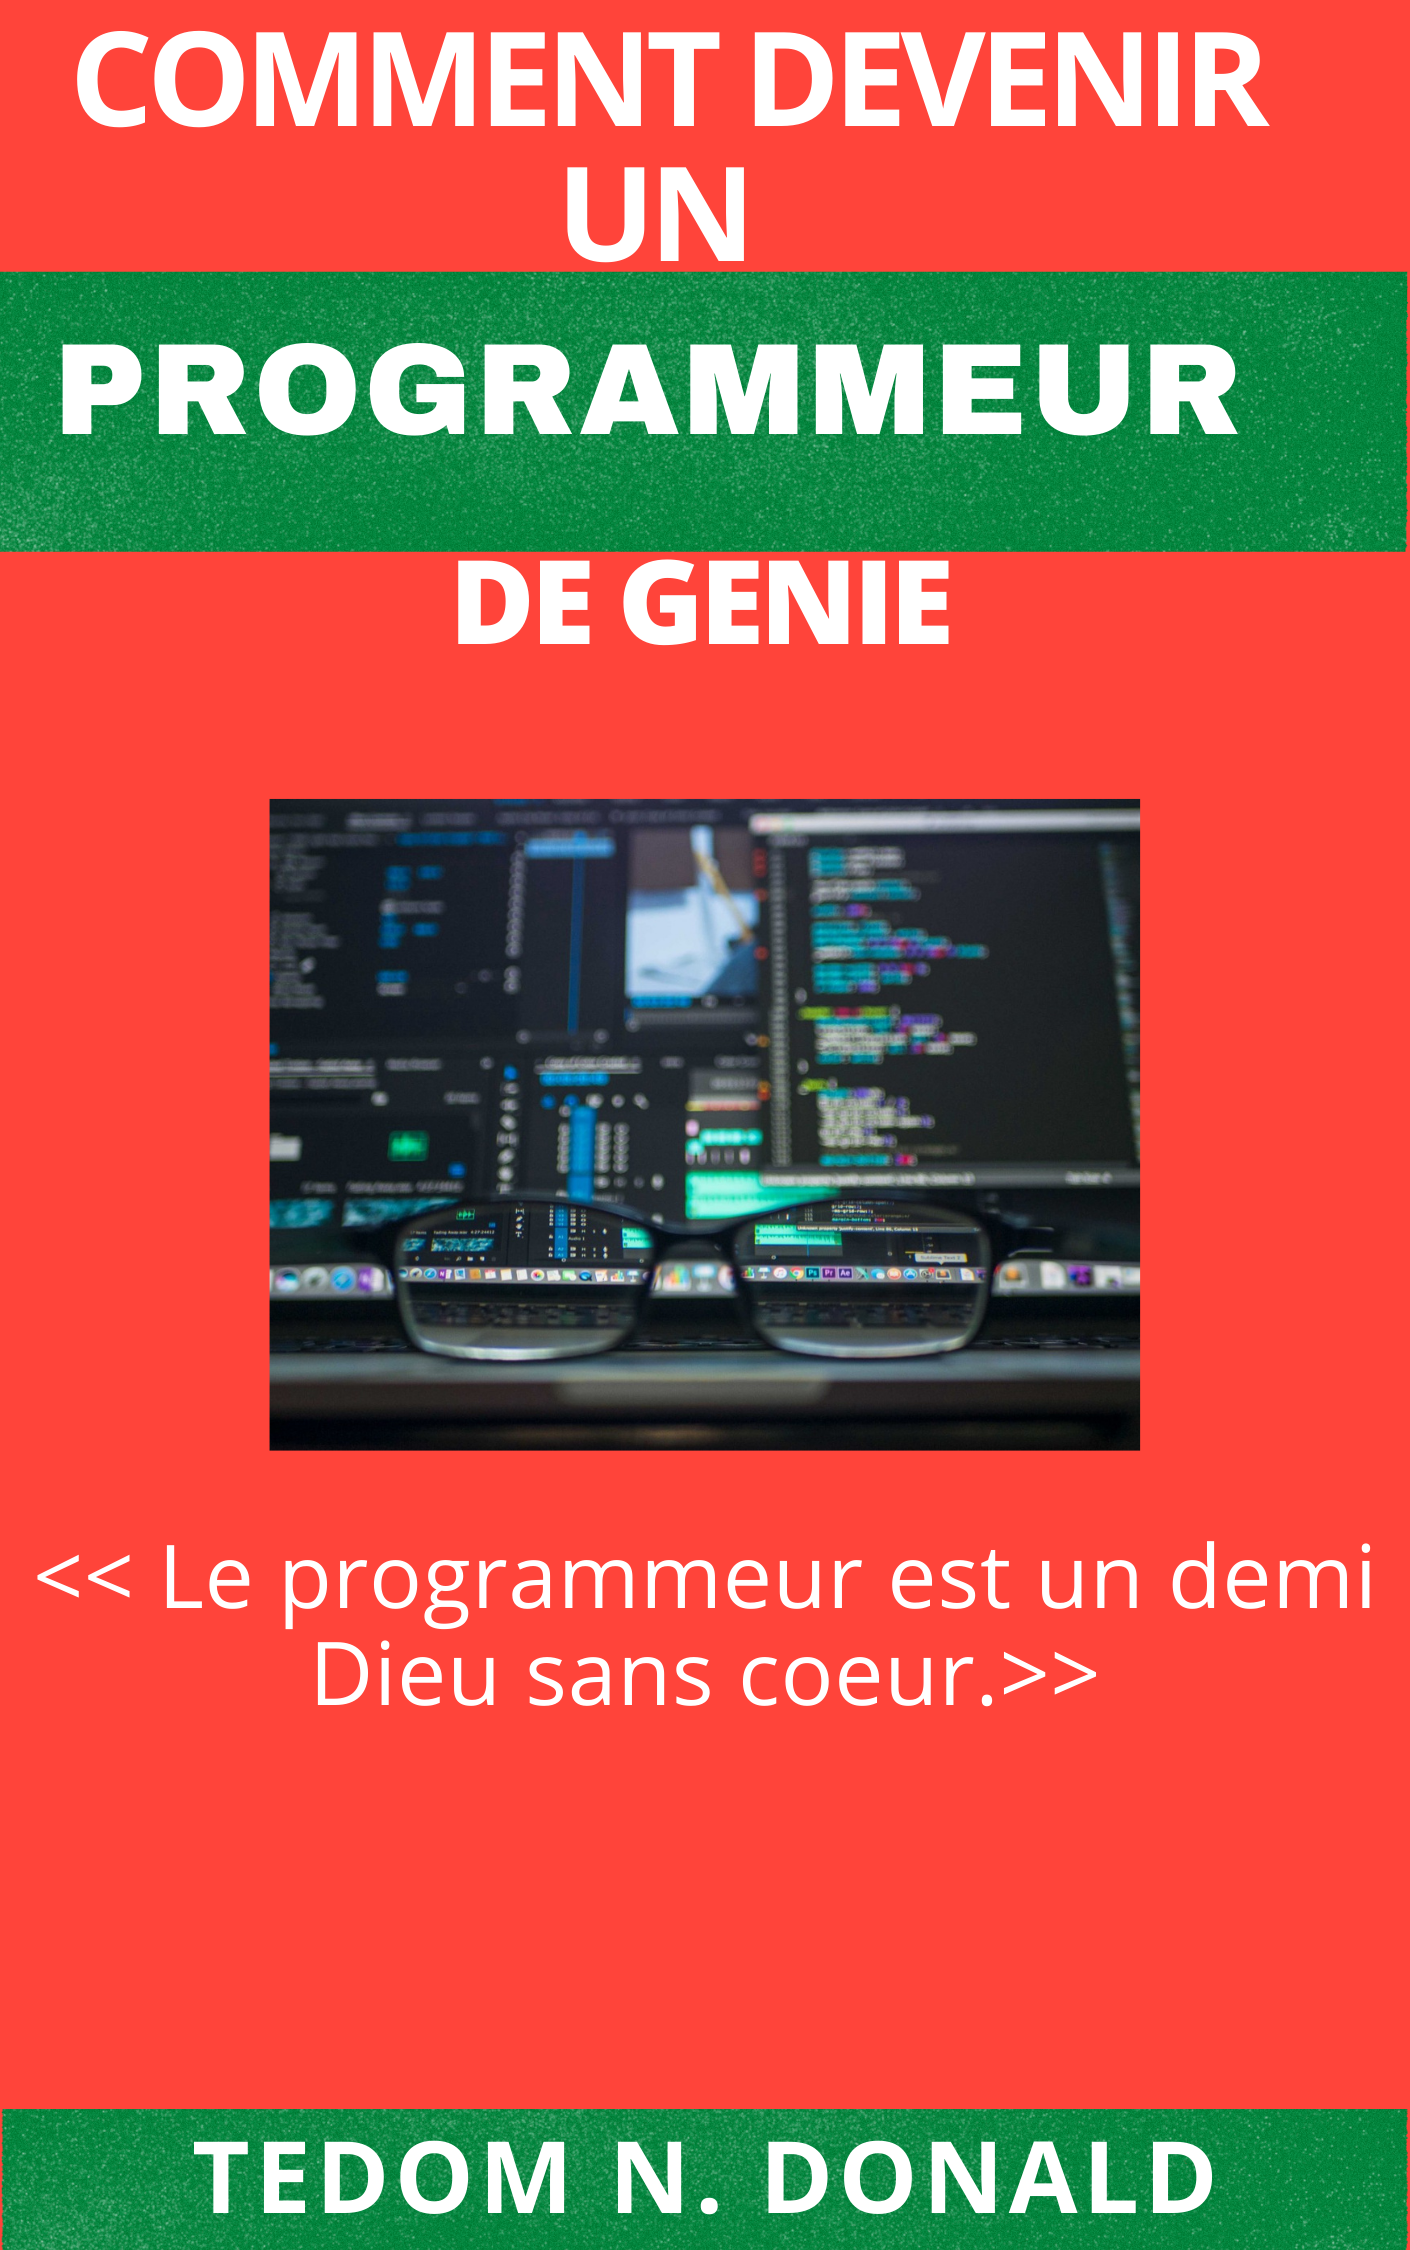 COMMENT DEVENIR
UN
PROGRAMMEUR
DE GENIE
<< Le programmeur est un demi
Dieu sans coeur.>>
TEDOM N. DONALD